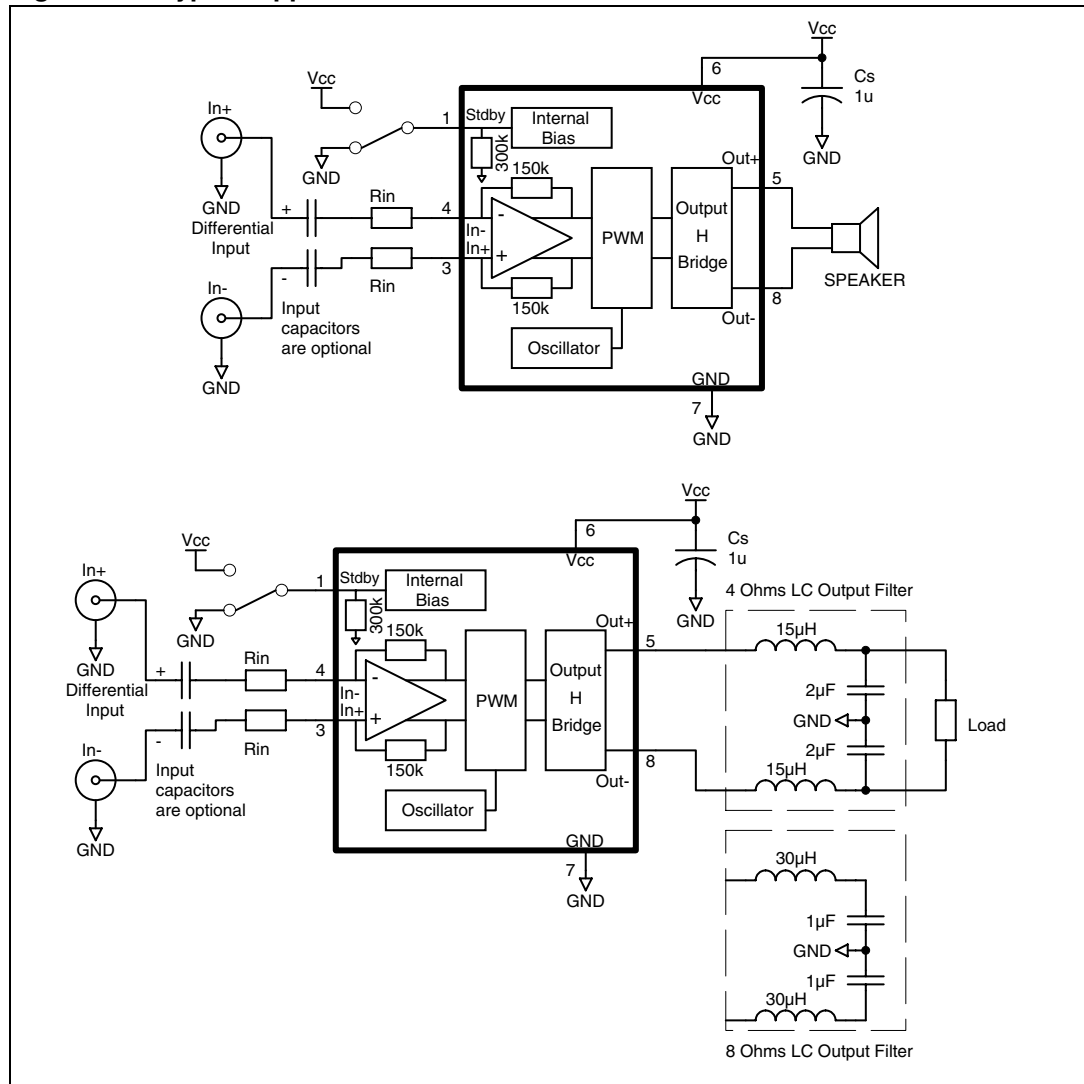 Vcc
6
Vcc
Cs
1u
GND
Vcc
In+
1
Stdby
300k
Internal
Bias
GND
GND
Differential
Input
+
Rin
4
150k
-
In-
In+
+
3
-
Rin
150k
In-
Input
capacitors
are optional
GND
PWM
Output
H
Bridge
Oscillator
Out+
5
SPEAKER
8
Out-
GND
7
GND
Vcc
6
Vcc
Cs
1u
GND
Vcc
In+
1
Stdby
300k
Internal
Bias
GND
GND
Differential
Input
+
Rin
4
150k
-
In-
In+
+
3
-
Rin
150k
In-
Input
capacitors
are optional
GND
PWM
Output
H
Bridge
Oscillator
Out+
5
8
Out-
GND
7
GND
4 Ohms LC Output Filter
15µH
2µF
GND
2µF
15µH
Load
30µH
1µF
GND
1µF
30µH
8 Ohms LC Output Filter